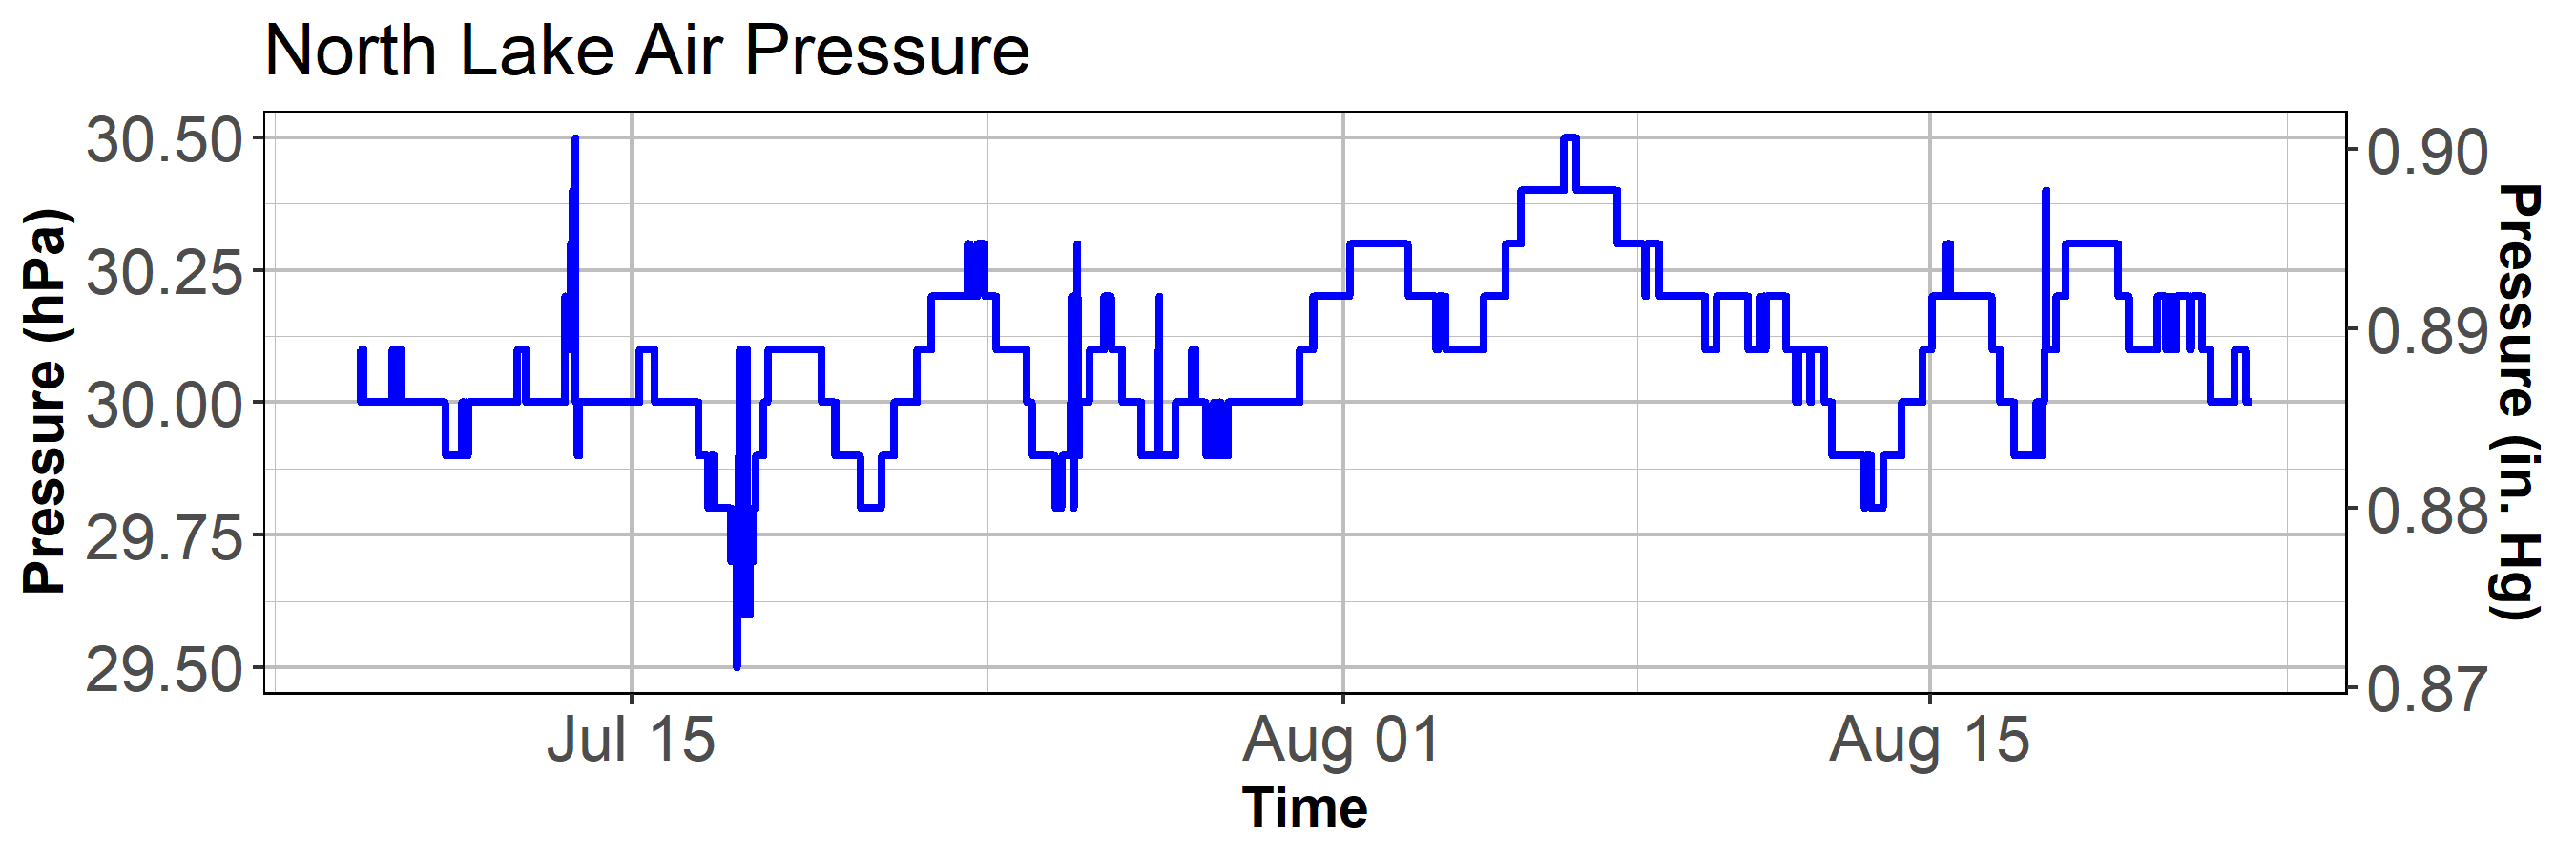 North Lake Air Pressure
Pressure (hPa)
30.50
30.25
30.00
29.75
29.50
0.90
0.89
0.88
0.87
Pressure (in. Hg)
Jul 15
Aug 01
Aug 15
Time